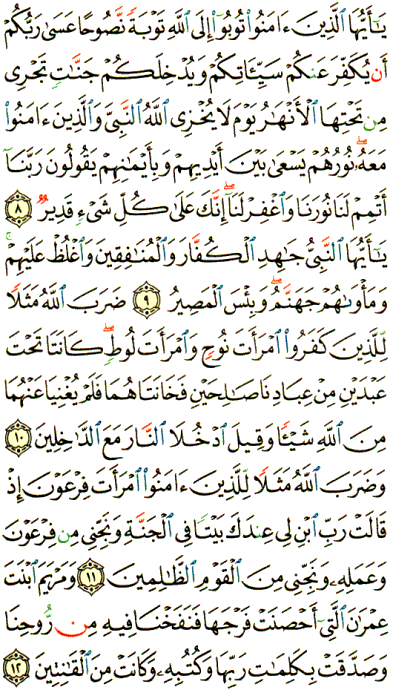 يَـٰٓأَيُّهَا ٱلَّذِينَ ءَامَنُوا۟ تُوبُوٓا۟ إِلَى ٱللَّهِ تَوْبَةً نَّصُوحًا عَسَىٰ رَبُّكُمْ
أَن يُكَفِّرَ عَنكُمْ سَيِّـَٔاتِكُمْ وَيُدْخِلَكُمْ جَنَّـٰتٍ تَجْرِى
مِن تَحْتِهَا ٱلْأَنْهَـٰرُ يَوْمَ لَا يُخْزِى ٱللَّهُ ٱلنَّبِىَّ وَٱلَّذِينَ ءَامَنُوا۟
مَعَهُۥ ۖ نُورُهُمْ يَسْعَىٰ بَيْنَ أَيْدِيهِمْ وَبِأَيْمَـٰنِهِمْ يَقُولُونَ رَبَّنَآ
أَتْمِمْ لَنَا نُورَنَا وَٱغْفِرْ لَنَآ ۖ إِنَّكَ عَلَىٰ كُلِّ شَىْءٍ قَدِيرٌ ٨
يَـٰٓأَيُّهَا ٱلنَّبِىُّ جَـٰهِدِ ٱلْكُفَّارَ وَٱلْمُنَـٰفِقِينَ وَٱغْلُظْ عَلَيْهِمْ ۚ
وَمَأْوَىٰهُمْ جَهَنَّمُ ۖ وَبِئْسَ ٱلْمَصِيرُ ٩ ضَرَبَ ٱللَّهُ مَثَلًا
لِّلَّذِينَ كَفَرُوا۟ ٱمْرَأَتَ نُوحٍ وَٱمْرَأَتَ لُوطٍ ۖ كَانَتَا تَحْتَ
عَبْدَيْنِ مِنْ عِبَادِنَا صَـٰلِحَيْنِ فَخَانَتَاهُمَا فَلَمْ يُغْنِيَا عَنْهُمَا
مِنَ ٱللَّهِ شَيْـًٔا وَقِيلَ ٱدْخُلَا ٱلنَّارَ مَعَ ٱلدَّٰخِلِينَ ١٠
وَضَرَبَ ٱللَّهُ مَثَلًا لِّلَّذِينَ ءَامَنُوا۟ ٱمْرَأَتَ فِرْعَوْنَ إِذْ
قَالَتْ رَبِّ ٱبْنِ لِى عِندَكَ بَيْتًا فِى ٱلْجَنَّةِ وَنَجِّنِى مِن فِرْعَوْنَ
وَعَمَلِهِۦ وَنَجِّنِى مِنَ ٱلْقَوْمِ ٱلظَّـٰلِمِينَ ١١ وَمَرْيَمَ ٱبْنَتَ
عِمْرَٰنَ ٱلَّتِىٓ أَحْصَنَتْ فَرْجَهَا فَنَفَخْنَا فِيهِ مِن رُّوحِنَا
وَصَدَّقَتْ بِكَلِمَـٰتِ رَبِّهَا وَكُتُبِهِۦ وَكَانَتْ مِنَ ٱلْقَـٰنِتِينَ ١٢